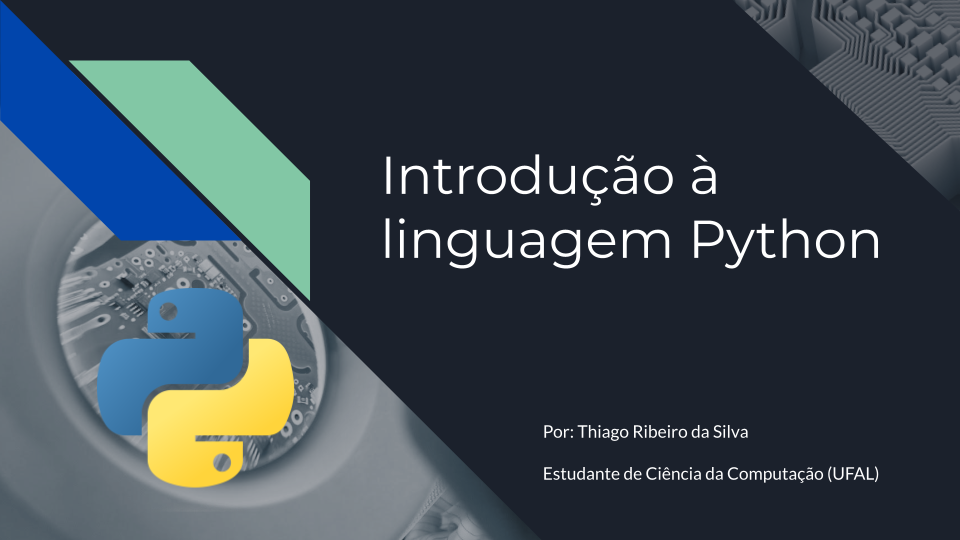 Introdução à
linguagem Python
Por: Thiago Ribeiro da Silva
Estudante de Ciência da Computação (UFAL)